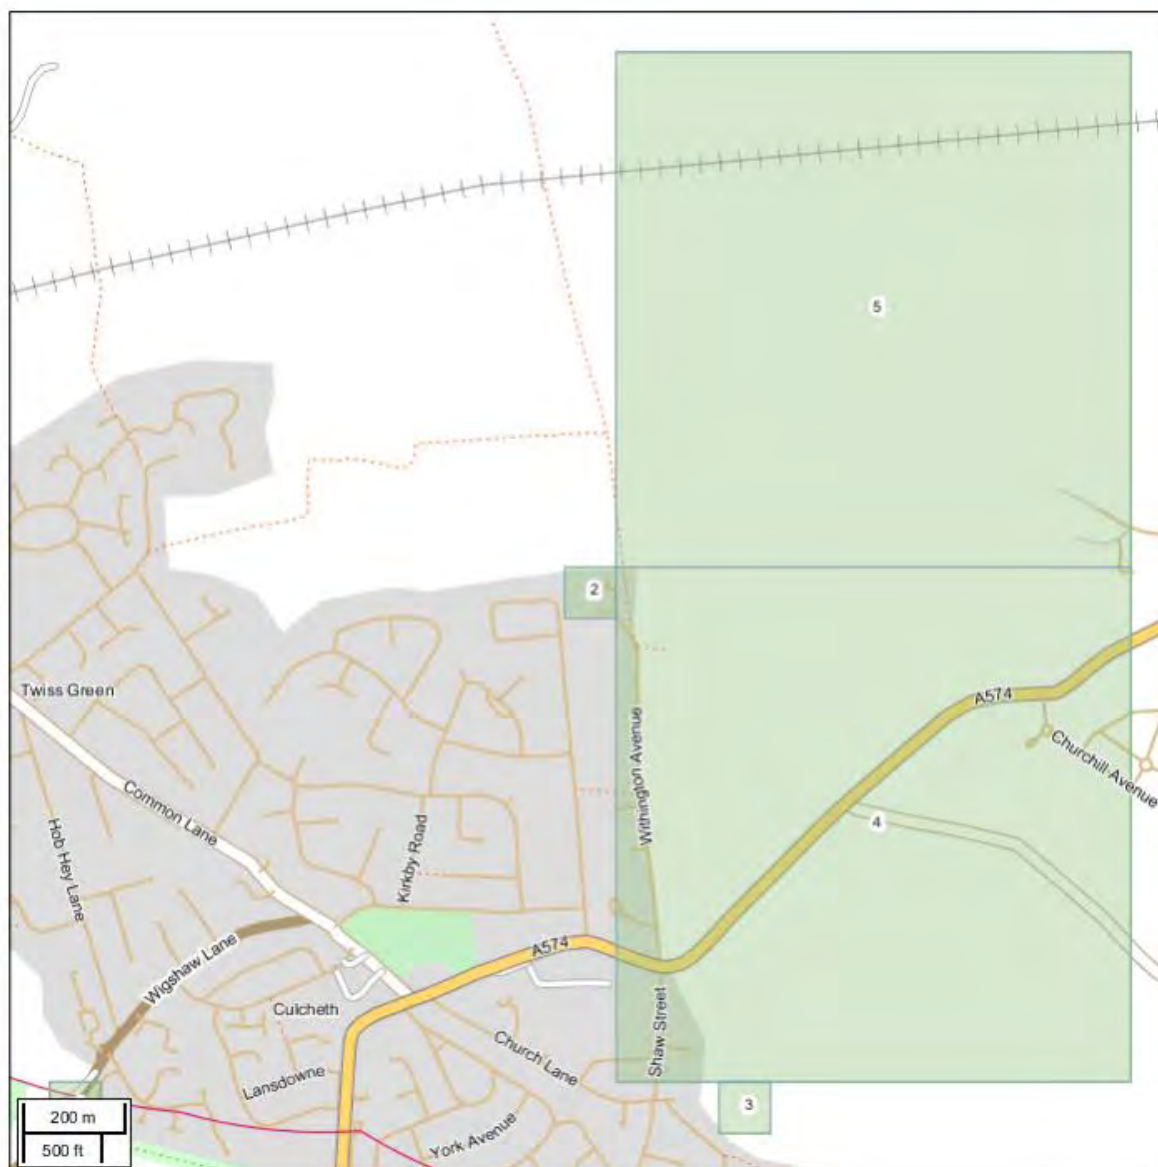 5
2
A574
Twiss Green
Withington Avenue
Churchill Avenue
Common Lane
4
Hob Hey Lane
Kirkby Road
A574
Wigshaw Lane
Culcheth
Shaw Street
Church Lane
Lansdowne
3
200 m
York Avenue
500 ft